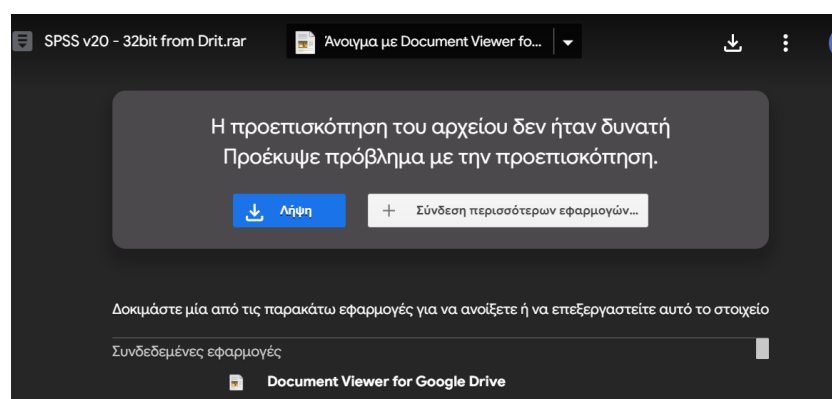 SPSS v20 - 32bit from Drit.rar
Άνοιγμα με Document Viewer fo...
Η προεπισκόπηση του αρχείου δεν ήταν δυνατή
Προέκυψε πρόβλημα με την προεπισκόπηση.
Λήψη
+ Σύνδεση περισσότερων εφαρμογών...
Δοκιμάστε μία από τις παρακάτω εφαρμογές για να ανοίξετε ή να επεξεργαστείτε αυτό το στοιχείο
Συνδεδεμένες εφαρμογές
Document Viewer for Google Drive